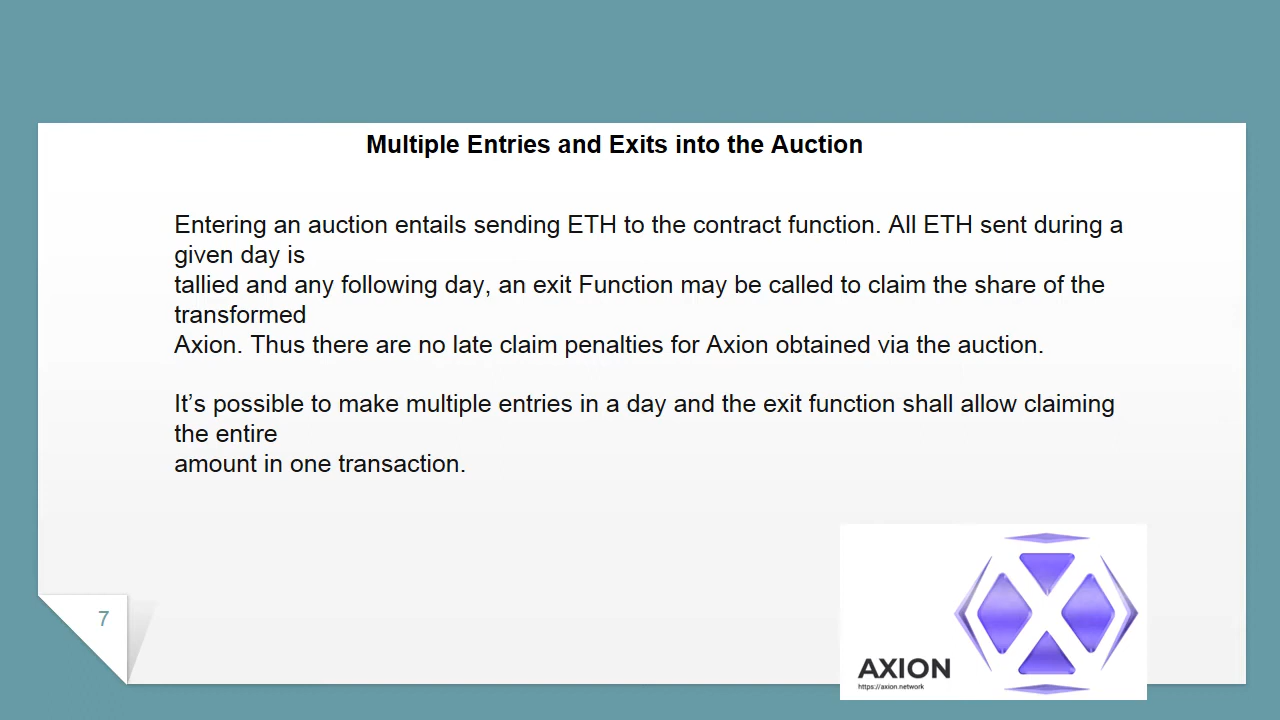 Multiple Entries and Exits into the Auction
Entering an auction entails sending ETH to the contract function. All ETH sent during a
given day is
tallied and any following day, an exit Function may be called to claim the share of the
transformed
Axion. Thus there are no late claim penalties for Axion obtained via the auction.
It’s possible to make multiple entries in a day and the exit function shall allow claiming
the entire
amount in one transaction.
7
AXION
https://axion.network